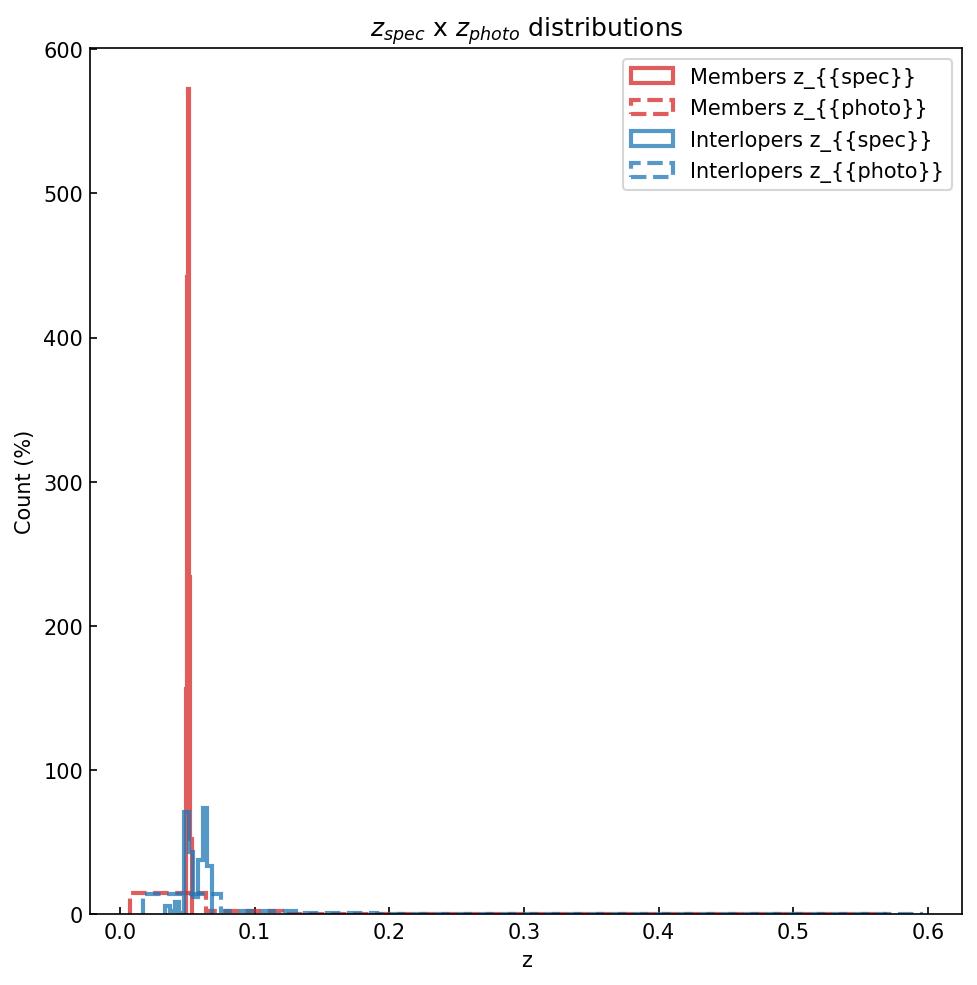 z_spec x z_photo distributions
600
500
400
300
200
100
0
Count (%)
Members z_{{spec}}
Members z_{{photo}}
Interlopers z_{{spec}}
Interlopers z_{{photo}}
0.0 0.1 0.2 0.3 0.4 0.5 0.6
z